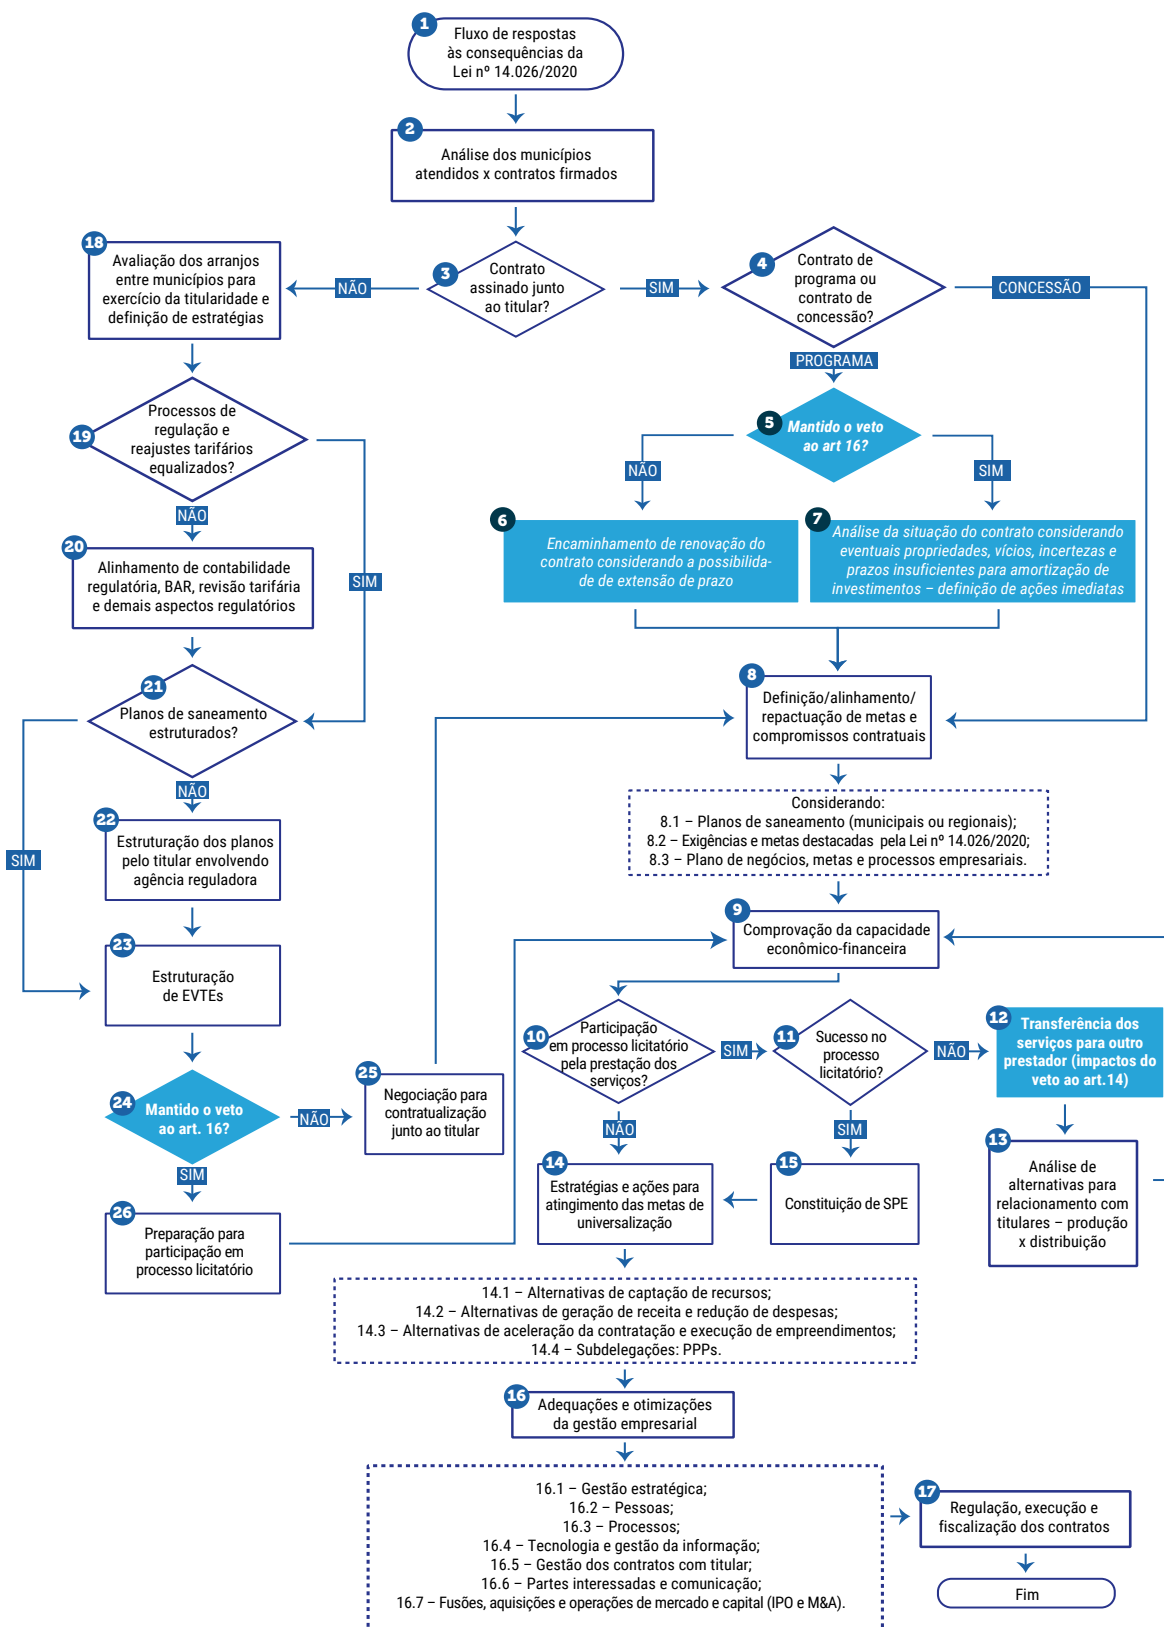 1
Fluxo de respostas
às consequências da
Lei nº 14.026/2020
2
Análise dos municípios
atendidos x contratos firmados
3
Contrato
assinado junto
ao titular?
NÃO
SIM
4
Contrato de
programa ou
contrato de
concessão?
CONCESSÃO
PROGRAMA
5
Mantido o veto
ao art 16?
NÃO
SIM
6
Encaminhamento de renovação do
contrato considerando a possibilida-
de de extensão de prazo
7
Análise da situação do contrato considerando
eventuais propriedades, vícios, incertezas e
prazos insuficientes para amortização de
investimentos – definição de ações imediatas
8
Definição/alinhamento/
repactuação de metas e
compromissos contratuais
Considerando:
8.1 – Planos de saneamento (municipais ou regionais);
8.2 – Exigências e metas destacadas pela Lei nº 14.026/2020;
8.3 – Plano de negócios, metas e processos empresariais.
9
Comprovação da capacidade
econômico-financeira
10
Participação
em processo licitatório
pela prestação dos
serviços?
SIM
NÃO
11
Sucesso no
processo
licitatório?
NÃO
SIM
12
Transferência dos
serviços para outro
prestador (impactos do
veto ao art.14)
13
Análise de
alternativas para
relacionamento com
titulares – produção
x distribuição
14
Estratégias e ações para
atingimento das metas de
universalização
15
Constituição de SPE
14.1 – Alternativas de captação de recursos;
14.2 – Alternativas de geração de receita e redução de despesas;
14.3 – Alternativas de aceleração da contratação e execução de empreendimentos;
14.4 – Subdelegações: PPPs.
16
Adequações e otimizações
da gestão empresarial
16.1 – Gestão estratégica;
16.2 – Pessoas;
16.3 – Processos;
16.4 – Tecnologia e gestão da informação;
16.5 – Gestão dos contratos com titular;
16.6 – Partes interessadas e comunicação;
16.7 – Fusões, aquisições e operações de mercado e capital (IPO e M&A).
17
Regulação, execução e
fiscalização dos contratos
Fim
18
Avaliação dos arranjos
entre municípios para
exercício da titularidade e
definição de estratégias
19
Processos de
regulação e
reajustes tarifários
equalizados?
NÃO
SIM
20
Alinhamento de contabilidade
regulatória, BAR, revisão tarifária
e demais aspectos regulatórios
21
Planos de saneamento
estruturados?
NÃO
SIM
22
Estruturação dos planos
pelo titular envolvendo
agência reguladora
23
Estruturação
de EVTEs
24
Mantido o veto
ao art. 16?
NÃO
SIM
25
Negociação para
contratualização
junto ao titular
26
Preparação para
participação em
processo licitatório